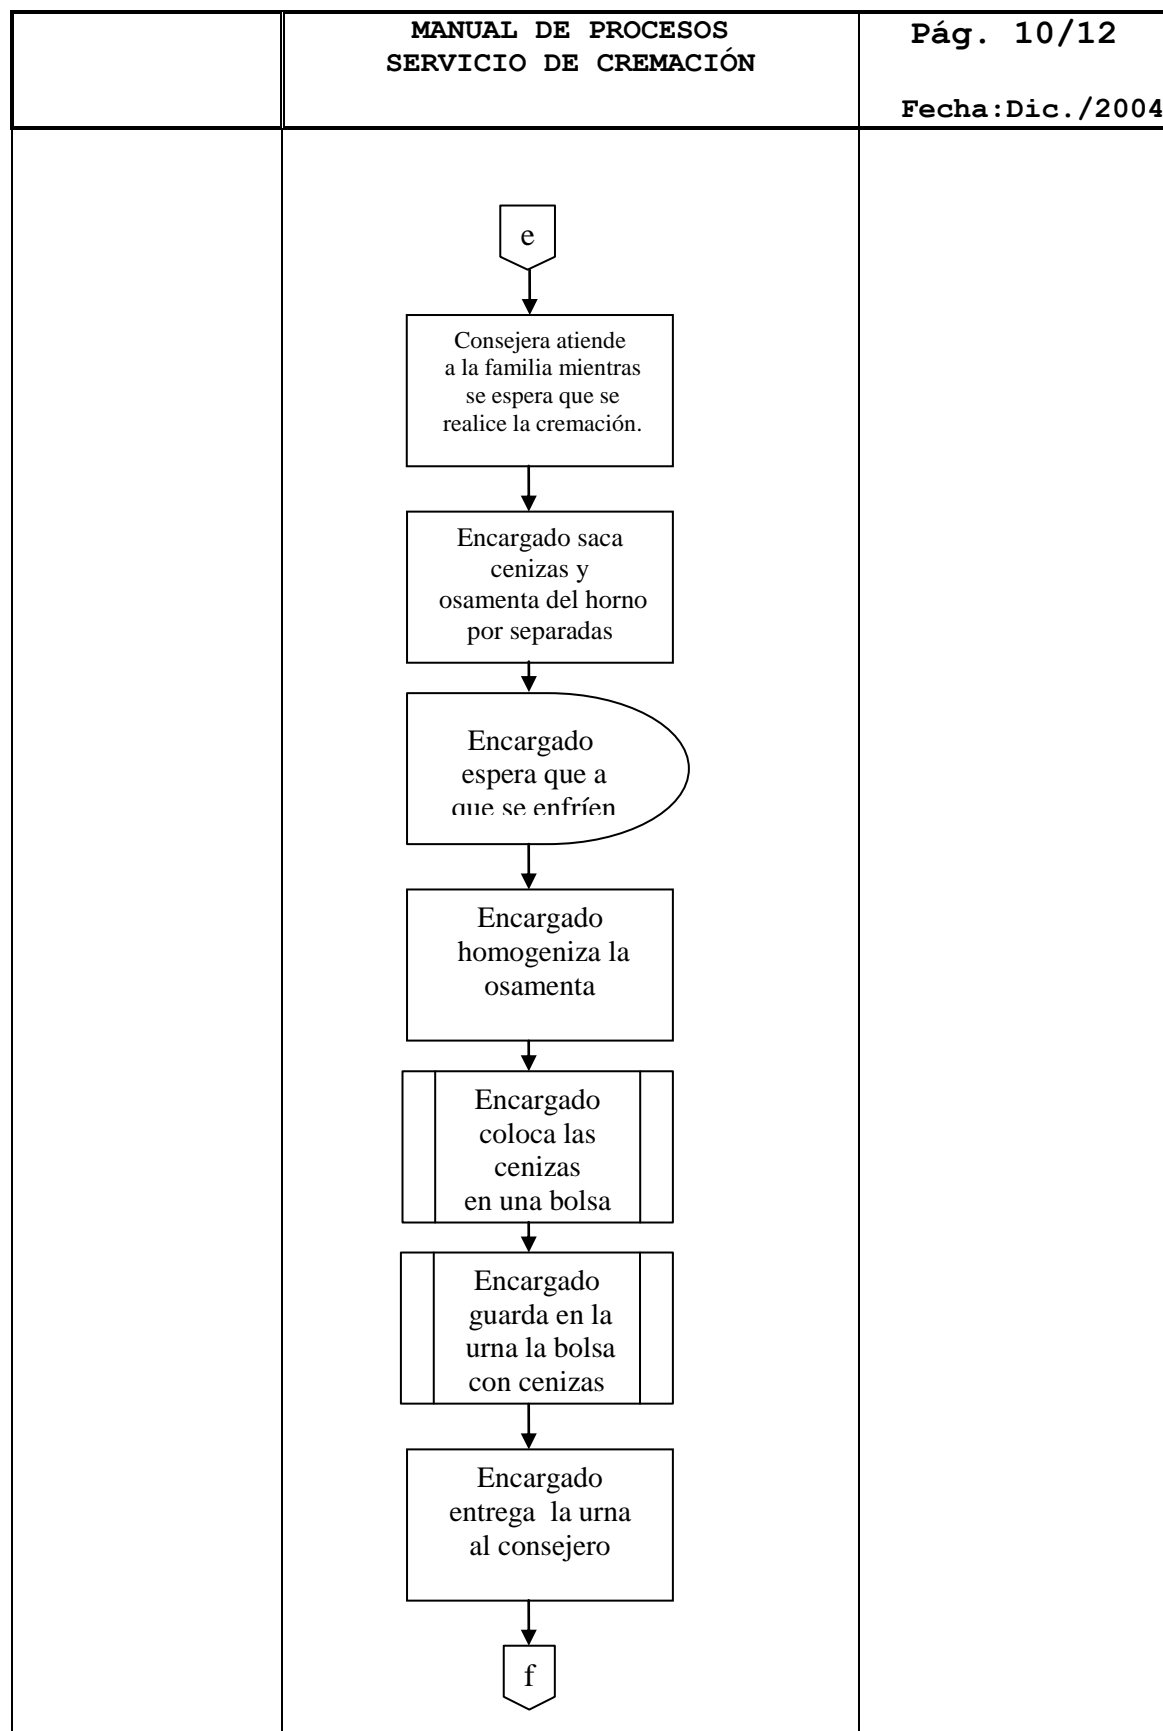 MANUAL DE PROCESOS
SERVICIO DE CREMACIÓN
Pág. 10/12
Fecha:Dic./2004
e
Consejera atiende
a la familia mientras
se espera que se
realice la cremación.
Encargado saca
cenizas y
osamenta del horno
por separadas
Encargado
espera que a
que se enfríen
Encargado
homogeniza la
osamenta
Encargado
coloca las
cenizas
en una bolsa
Encargado
guarda en la
urna la bolsa
con cenizas
Encargado
entrega la urna
al consejero
f